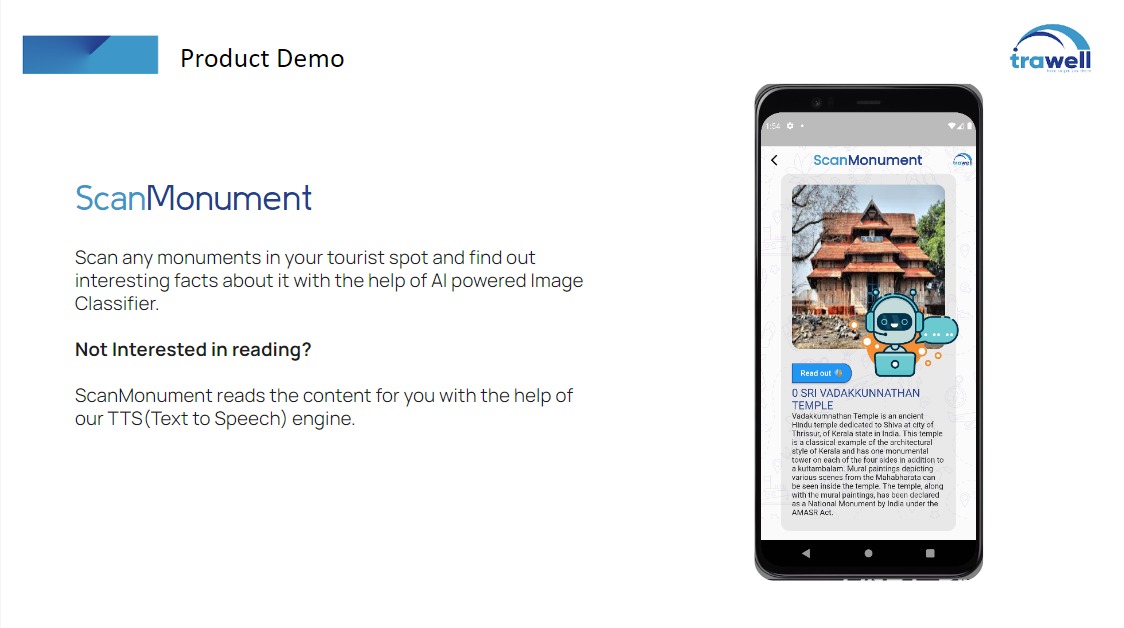 Product Demo
trawell
ScanMonument
Scan any monuments in your tourist spot and find out
interesting facts about it with the help of AI powered Image
Classifier.
Not Interested in reading?
ScanMonument reads the content for you with the help of
our TTS(Text to Speech) engine.
1:54
ScanMonument
trawell
Read out
0 SRI VADAKKUNNATHAN
TEMPLE
Vadakkumnathan Temple is an ancient
Hindu temple dedicated to Shiva at city of
Thrissur, of Kerala state in India. This temple
is a classical example of the architectural
style of Kerala and has one monumental
tower on each of the four sides in addition to
a kuttambalam. Mural paintings depicting
various scenes from the Mahabharata can
be seen inside the temple. The temple, along
with the mural paintings, has been declared
as a National Monument by India under the
AMASR Act.